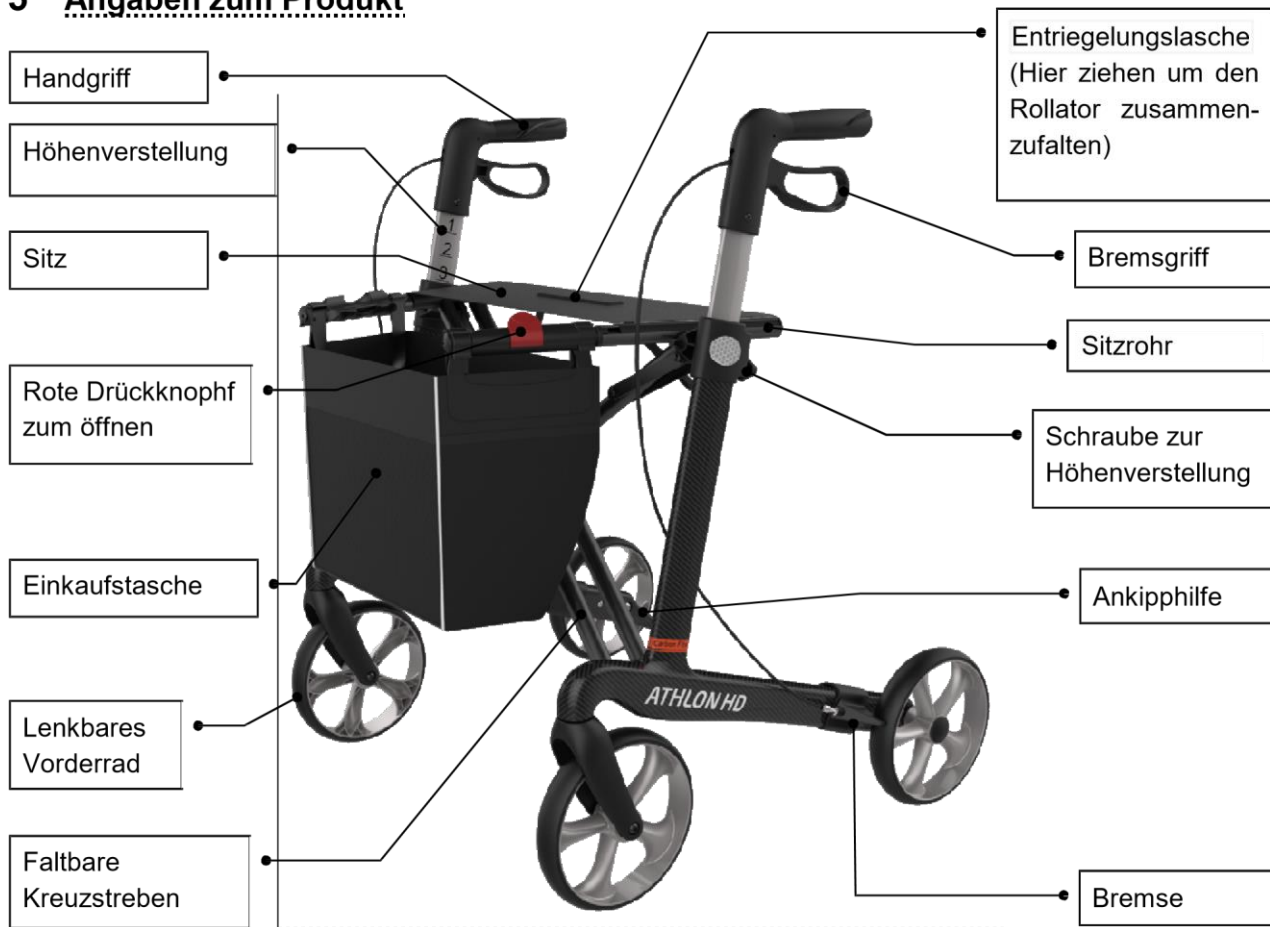 Angaben zum Produkt
Handgriff
Höhenverstellung
Sitz
Rote Drückknophf
zum öffnen
Einkaufstasche
Lenkbares
Vorderrad
Faltbare
Kreuzstreben
Entriegelungslasche
(Hier ziehen um den
Rollator zusammen-
zufalten)
Bremsgriff
Sitzrohr
Schraube zur
Höhenverstellung
Ankipphilfe
Bremse
1
2
3
Carbon
ATHLON HD